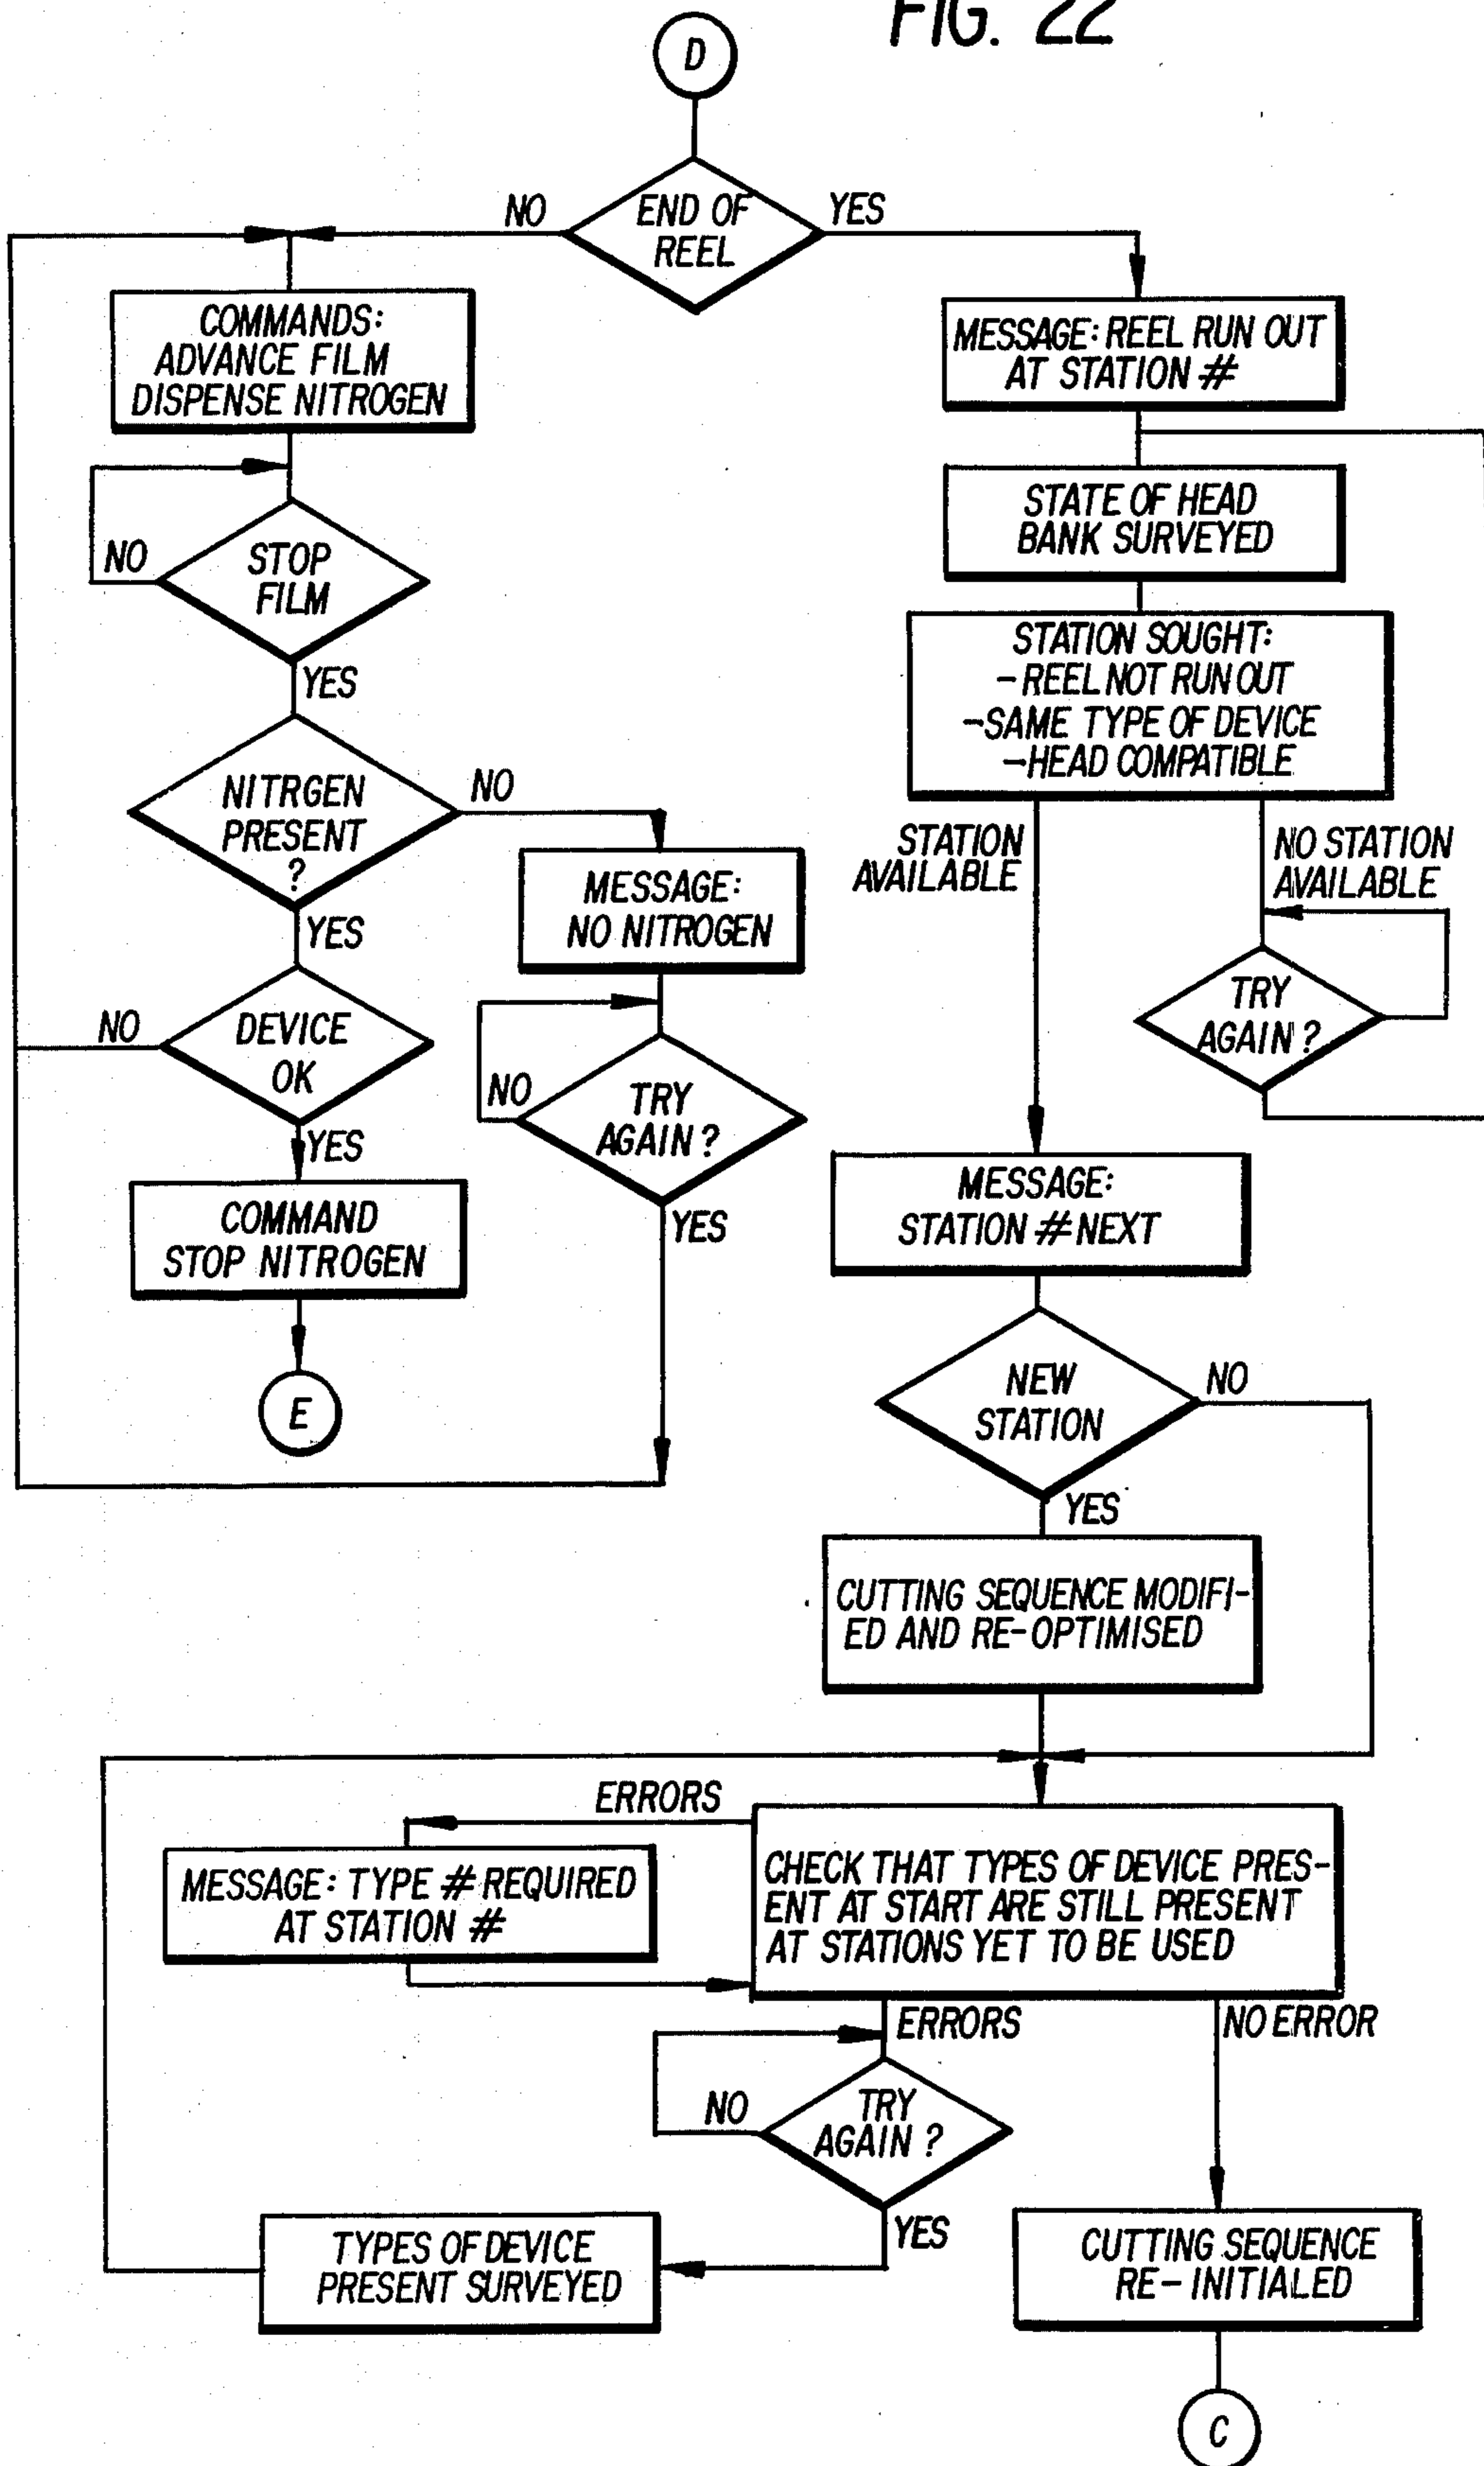 FIG. 22
D
END OF
REEL
NO
YES
COMMANDS:
ADVANCE FILM
DISPENSE NITROGEN
STOP
FILM
NO
YES
NITRGEN
PRESENT
?
NO
YES
MESSAGE:
NO NITROGEN
DEVICE
OK
NO
YES
TRY
AGAIN?
NO
YES
COMMAND
STOP NITROGEN
E
MESSAGE: REEL RUN OUT
AT STATION #
STATE OF HEAD
BANK SURVEYED
STATION SOUGHT:
-REEL NOT RUN OUT
-SAME TYPE OF DEVICE
-HEAD COMPATIBLE
STATION
AVAILABLE
NO STATION
AVAILABLE
TRY
AGAIN?
MESSAGE:
STATION # NEXT
NEW
STATION
NO
YES
CUTTING SEQUENCE MODIFI-
ED AND RE-OPTIMISED
ERRORS
MESSAGE: TYPE # REQUIRED
AT STATION #
CHECK THAT TYPES OF DEVICE PRES-
ENT AT START ARE STILL PRESENT
AT STATIONS YET TO BE USED
ERRORS
NO ERROR
TRY
AGAIN?
NO
YES
TYPES OF DEVICE
PRESENT SURVEYED
CUTTING SEQUENCE
RE-INITIALED
C